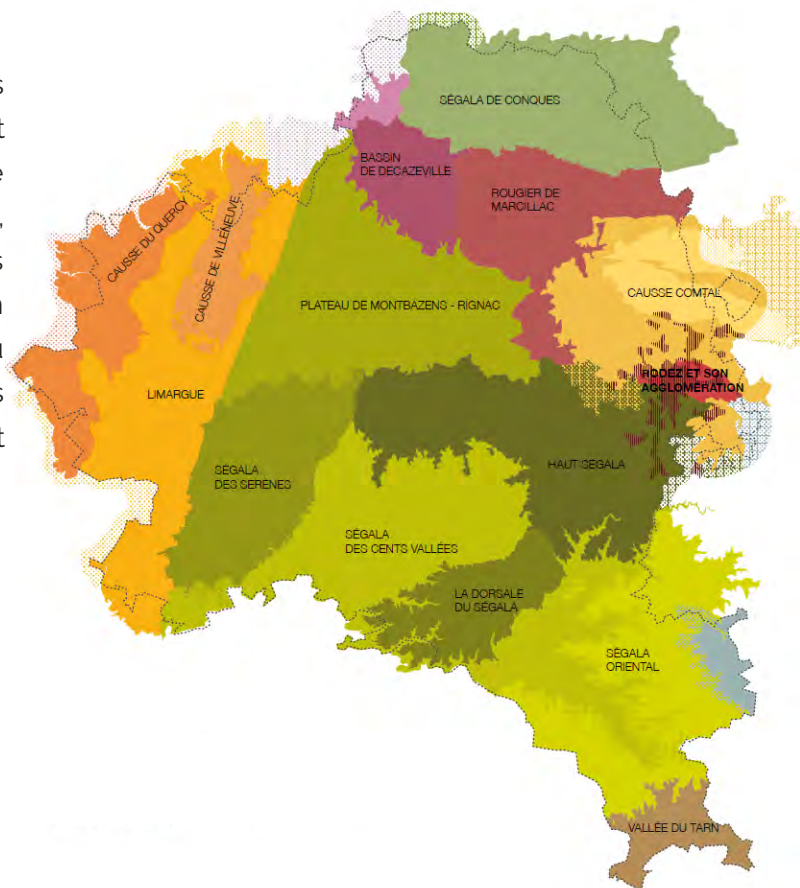 s
t
e
,
s
n
u
s
t
SÉGALA DE CONQUES
BASSIN
DE DECAZEVILLE
ROUGIER DE
MARCILLAC
CAUSSE DU QUERCY
CAUSSE DE VILLENEUVE
CAUSSE COMTAL
PLATEAU DE MONTBAZENS - RIGNAC
RODEZ ET SON
AGGLOMÉRATION
LIMARGUE
SÉGALA
DES SERÈNES
HAUT SÉGALA
SÉGALA
DES CENTS VALLÉES
LA DORSALE
DU SÉGALA
SÉGALA
ORIENTAL
VALLÉE DU TARN